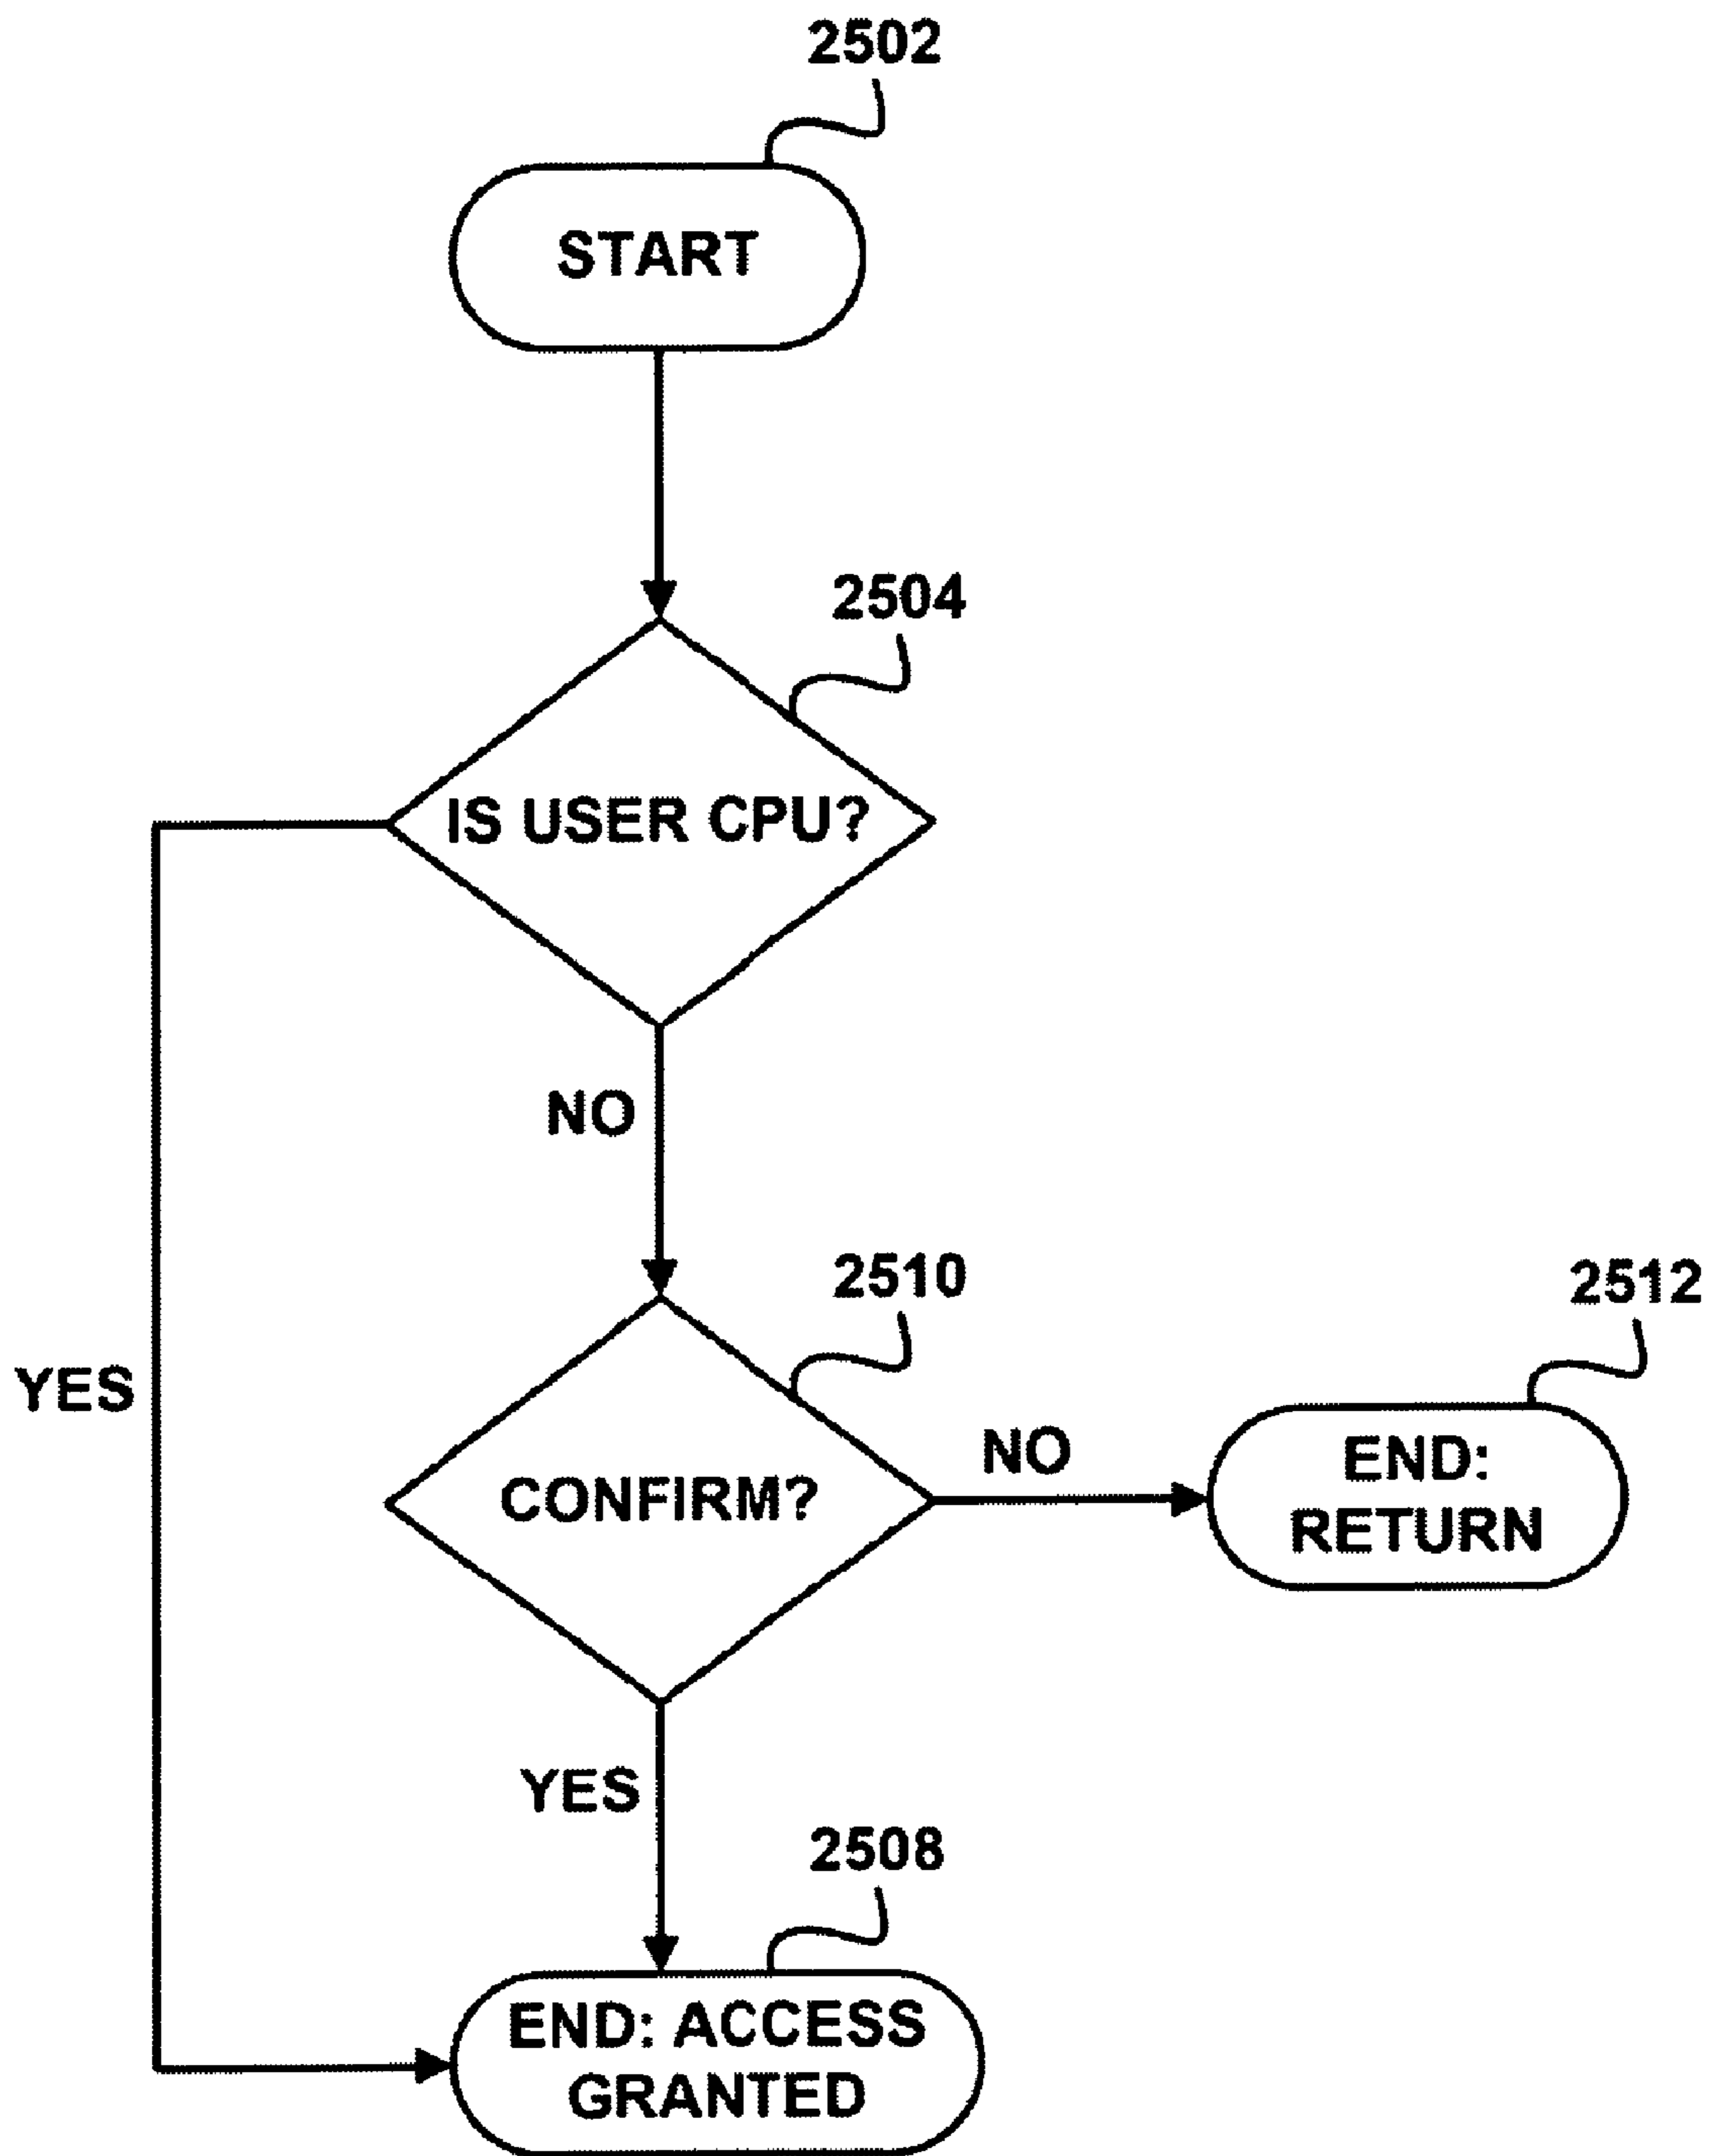 2502
START
2504
IS USER CPU?
NO
2510
2512
YES
CONFIRM?
NO
END:
RETURN
YES
2508
END: ACCESS
GRANTED